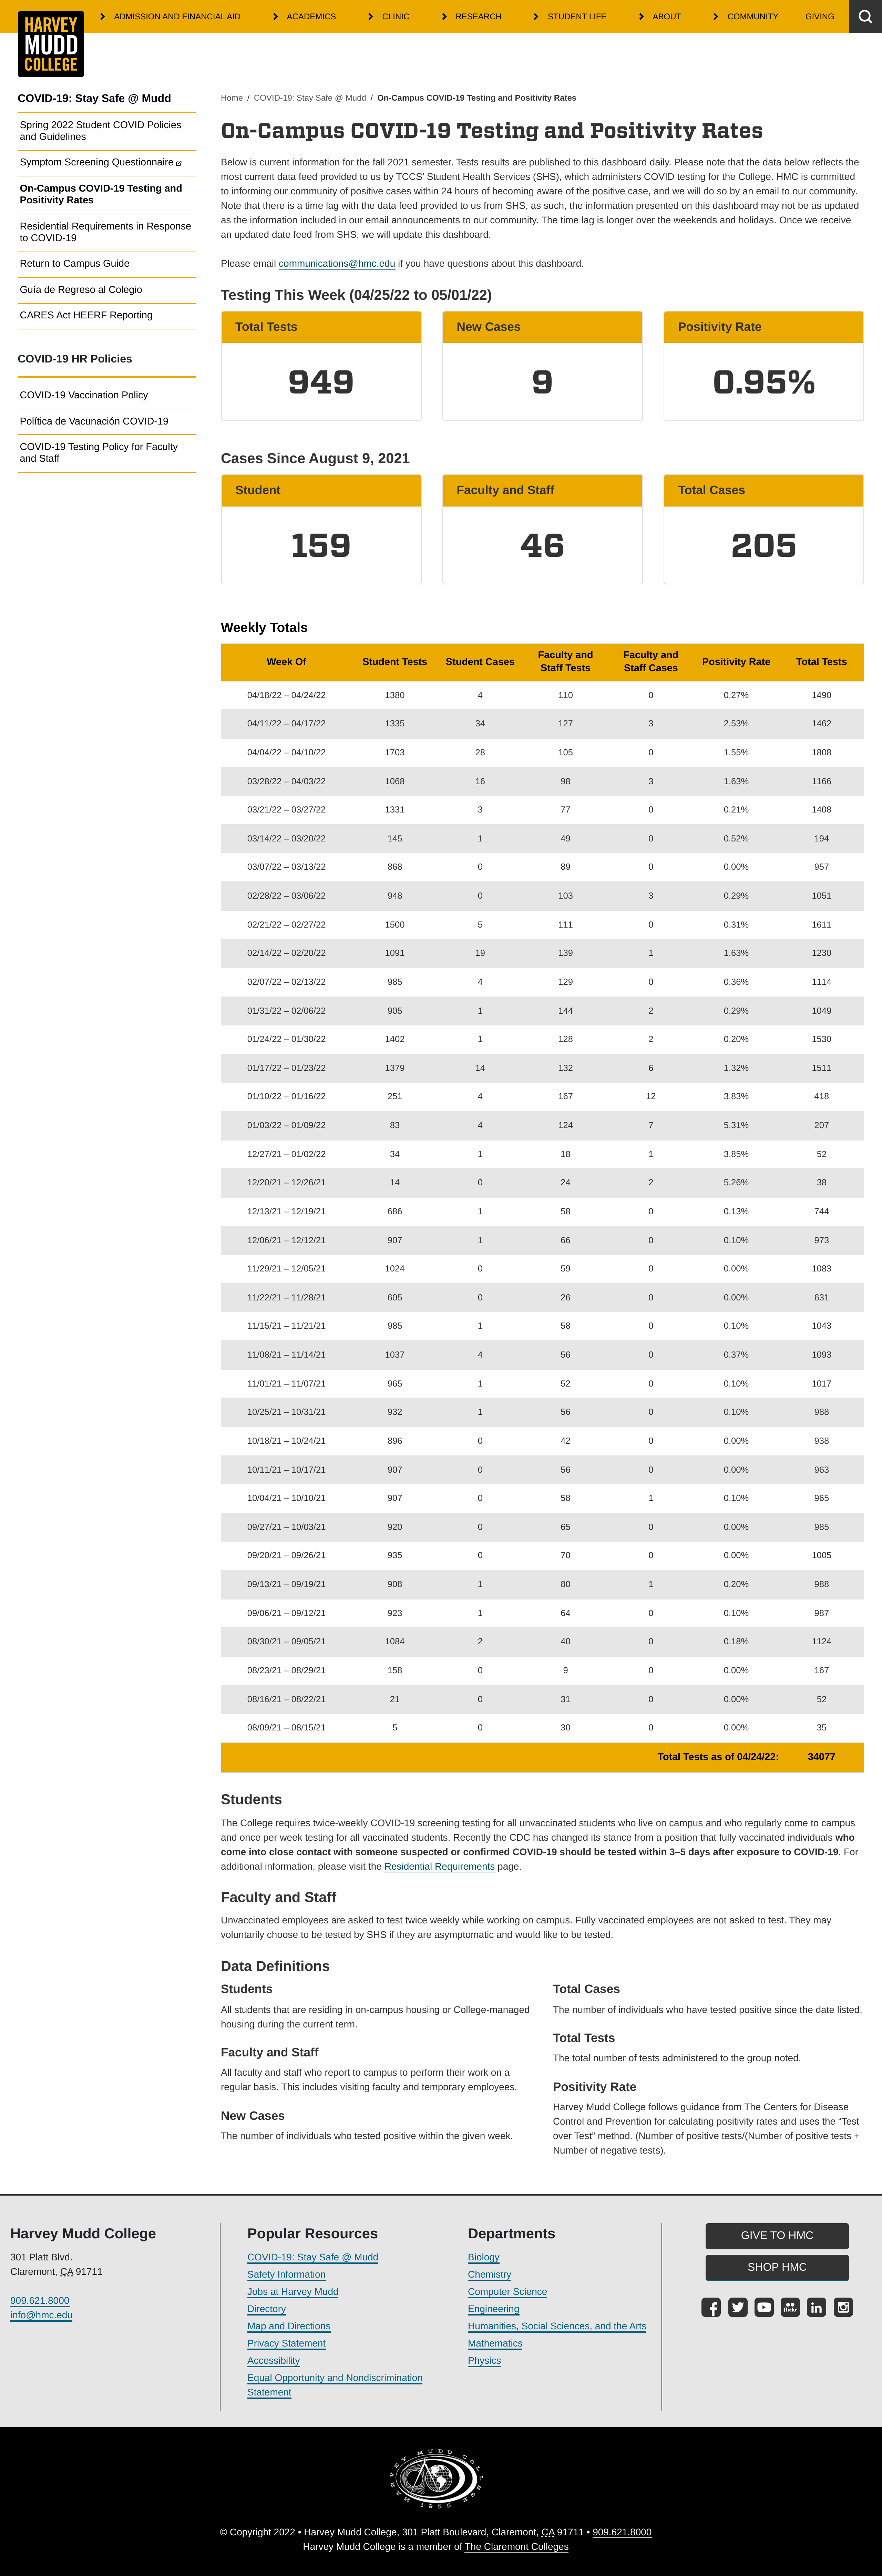 HARVEY
MUDD
COLLEGE
ADMISSION AND FINANCIAL AID
ACADEMICS
CLINIC
RESEARCH
STUDENT LIFE
ABOUT
COMMUNITY
GIVING
COVID-19: Stay Safe @ Mudd
Spring 2022 Student COVID Policies
and Guidelines
Symptom Screening Questionnaire
On-Campus COVID-19 Testing and
Positivity Rates
Residential Requirements in Response
to COVID-19
Return to Campus Guide
Guía de Regreso al Colegio
CARES Act HEERF Reporting
COVID-19 HR Policies
COVID-19 Vaccination Policy
Política de Vacunación COVID-19
COVID-19 Testing Policy for Faculty
and Staff
Home / COVID-19: Stay Safe @ Mudd / On-Campus COVID-19 Testing and Positivity Rates
On-Campus COVID-19 Testing and Positivity Rates
Below is current information for the fall 2021 semester. Tests results are published to this dashboard daily. Please note that the data below reflects the
most current data feed provided to us by TCCS' Student Health Services (SHS), which administers COVID testing for the College. HMC is committed
to informing our community of positive cases within 24 hours of becoming aware of the positive case, and we will do so by an email to our community.
Note that there is a time lag with the data feed provided to us from SHS, as such, the information presented on this dashboard may not be as updated
as the information included in our email announcements to our community. The time lag is longer over the weekends and holidays. Once we receive
an updated date feed from SHS, we will update this dashboard.
Please email communications@hmc.edu if you have questions about this dashboard.
Testing This Week (04/25/22 to 05/01/22)
Total Tests
949
New Cases
9
Positivity Rate
0.95%
Cases Since August 9, 2021
Student
159
Faculty and Staff
46
Total Cases
205
Weekly Totals
Week Of Student Tests Student Cases Faculty and Staff Tests Faculty and Staff Cases Positivity Rate Total Tests
04/18/22 – 04/24/22 1380 4 110 0 0.27% 1490
04/11/22 – 04/17/22 1335 34 127 3 2.53% 1462
04/04/22 – 04/10/22 1703 28 105 0 1.55% 1808
03/28/22 – 04/03/22 1068 16 98 3 1.63% 1166
03/21/22 – 03/27/22 1331 3 77 0 0.21% 1408
03/14/22 – 03/20/22 145 1 49 0 0.52% 194
03/07/22 – 03/13/22 868 0 89 0 0.00% 957
02/28/22 – 03/06/22 948 0 103 3 0.29% 1051
02/21/22 – 02/27/22 1500 5 111 0 0.31% 1611
02/14/22 – 02/20/22 1091 19 139 1 1.63% 1230
02/07/22 – 02/13/22 985 4 129 0 0.36% 1114
01/31/22 – 02/06/22 905 1 144 2 0.29% 1049
01/24/22 – 01/30/22 1402 1 128 2 0.20% 1530
01/17/22 – 01/23/22 1379 14 132 6 1.32% 1511
01/10/22 – 01/16/22 251 4 167 12 3.83% 418
01/03/22 – 01/09/22 83 4 124 7 5.31% 207
12/27/21 – 01/02/22 34 1 18 1 3.85% 52
12/20/21 – 12/26/21 14 0 24 2 5.26% 38
12/13/21 – 12/19/21 686 1 58 0 0.13% 744
12/06/21 – 12/12/21 907 1 66 0 0.10% 973
11/29/21 – 12/05/21 1024 0 59 0 0.00% 1083
11/22/21 – 11/28/21 605 0 26 0 0.00% 631
11/15/21 – 11/21/21 985 1 58 0 0.10% 1043
11/08/21 – 11/14/21 1037 4 56 0 0.37% 1093
11/01/21 – 11/07/21 965 1 52 0 0.10% 1017
10/25/21 – 10/31/21 932 1 56 0 0.10% 988
10/18/21 – 10/24/21 896 0 42 0 0.00% 938
10/11/21 – 10/17/21 907 0 56 0 0.00% 963
10/04/21 – 10/10/21 907 0 58 1 0.10% 965
09/27/21 – 10/03/21 920 0 65 0 0.00% 985
09/20/21 – 09/26/21 935 0 70 0 0.00% 1005
09/13/21 – 09/19/21 908 1 80 1 0.20% 988
09/06/21 – 09/12/21 923 1 64 0 0.10% 987
08/30/21 – 09/05/21 1084 2 40 0 0.18% 1124
08/23/21 – 08/29/21 158 0 9 0 0.00% 167
08/16/21 – 08/22/21 21 0 31 0 0.00% 52
08/09/21 – 08/15/21 5 0 30 0 0.00% 35
Total Tests as of 04/24/22: 34077
Students
The College requires twice-weekly COVID-19 screening testing for all unvaccinated students who live on campus and who regularly come to campus
and once per week testing for all vaccinated students. Recently the CDC has changed its stance from a position that fully vaccinated individuals who
come into close contact with someone suspected or confirmed COVID-19 should be tested within 3–5 days after exposure to COVID-19. For
additional information, please visit the Residential Requirements page.
Faculty and Staff
Unvaccinated employees are asked to test twice weekly while working on campus. Fully vaccinated employees are not asked to test. They may
voluntarily choose to be tested by SHS if they are asymptomatic and would like to be tested.
Data Definitions
Students
All students that are residing in on-campus housing or College-managed
housing during the current term.
Faculty and Staff
All faculty and staff who report to campus to perform their work on a
regular basis. This includes visiting faculty and temporary employees.
New Cases
The number of individuals who tested positive within the given week.
Total Cases
The number of individuals who have tested positive since the date listed.
Total Tests
The total number of tests administered to the group noted.
Positivity Rate
Harvey Mudd College follows guidance from The Centers for Disease
Control and Prevention for calculating positivity rates and uses the “Test
over Test” method. (Number of positive tests/(Number of positive tests +
Number of negative tests).
Harvey Mudd College
301 Platt Blvd.
Claremont, CA 91711
909.621.8000
info@hmc.edu
Popular Resources
COVID-19: Stay Safe @ Mudd
Safety Information
Jobs at Harvey Mudd
Directory
Map and Directions
Privacy Statement
Accessibility
Equal Opportunity and Nondiscrimination
Statement
Departments
Biology
Chemistry
Computer Science
Engineering
Humanities, Social Sciences, and the Arts
Mathematics
Physics
GIVE TO HMC
SHOP HMC
flickr
HARVEY MUDD COLLEGE
1955
© Copyright 2022 • Harvey Mudd College, 301 Platt Boulevard, Claremont, CA 91711 • 909.621.8000
Harvey Mudd College is a member of The Claremont Colleges